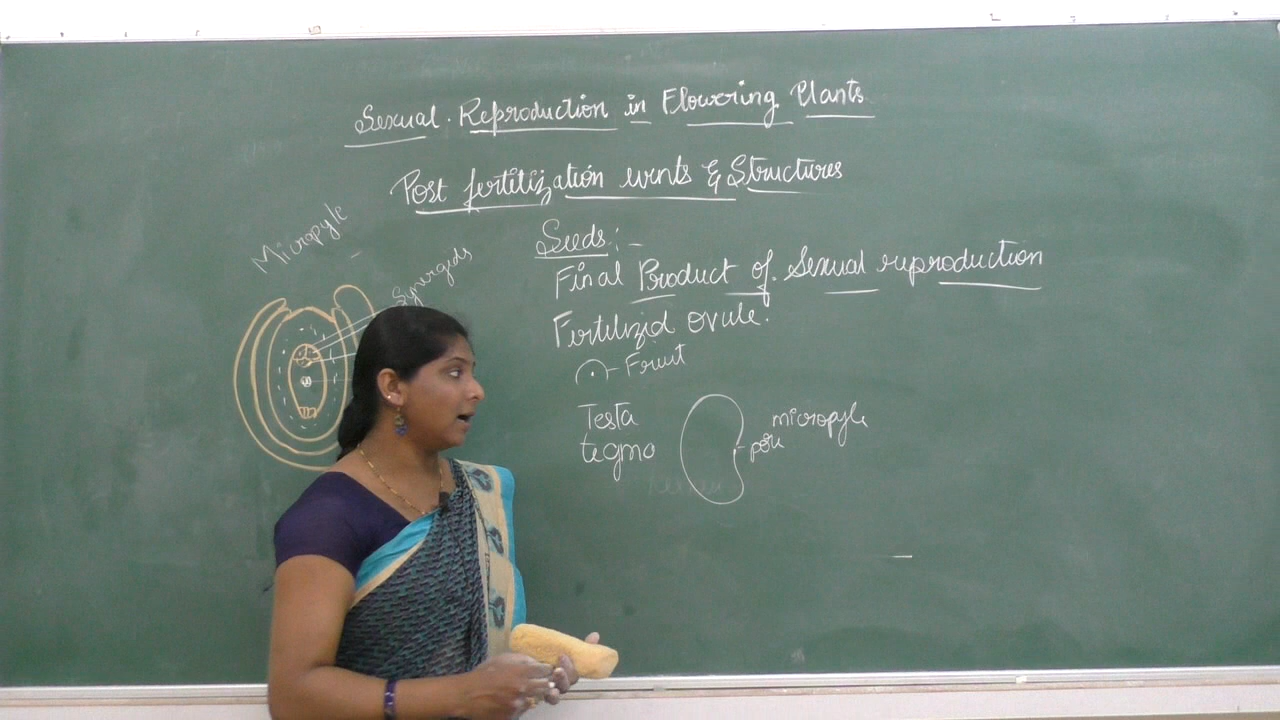 Sexual Reproduction in Flowering Plants
Post fertilization events & Structures
Micropyle
Synergids
Seeds:-
Final Product of Sexual reproduction
Fertilized ovule.
Fruit
Testa
tegma
micropyle
pore